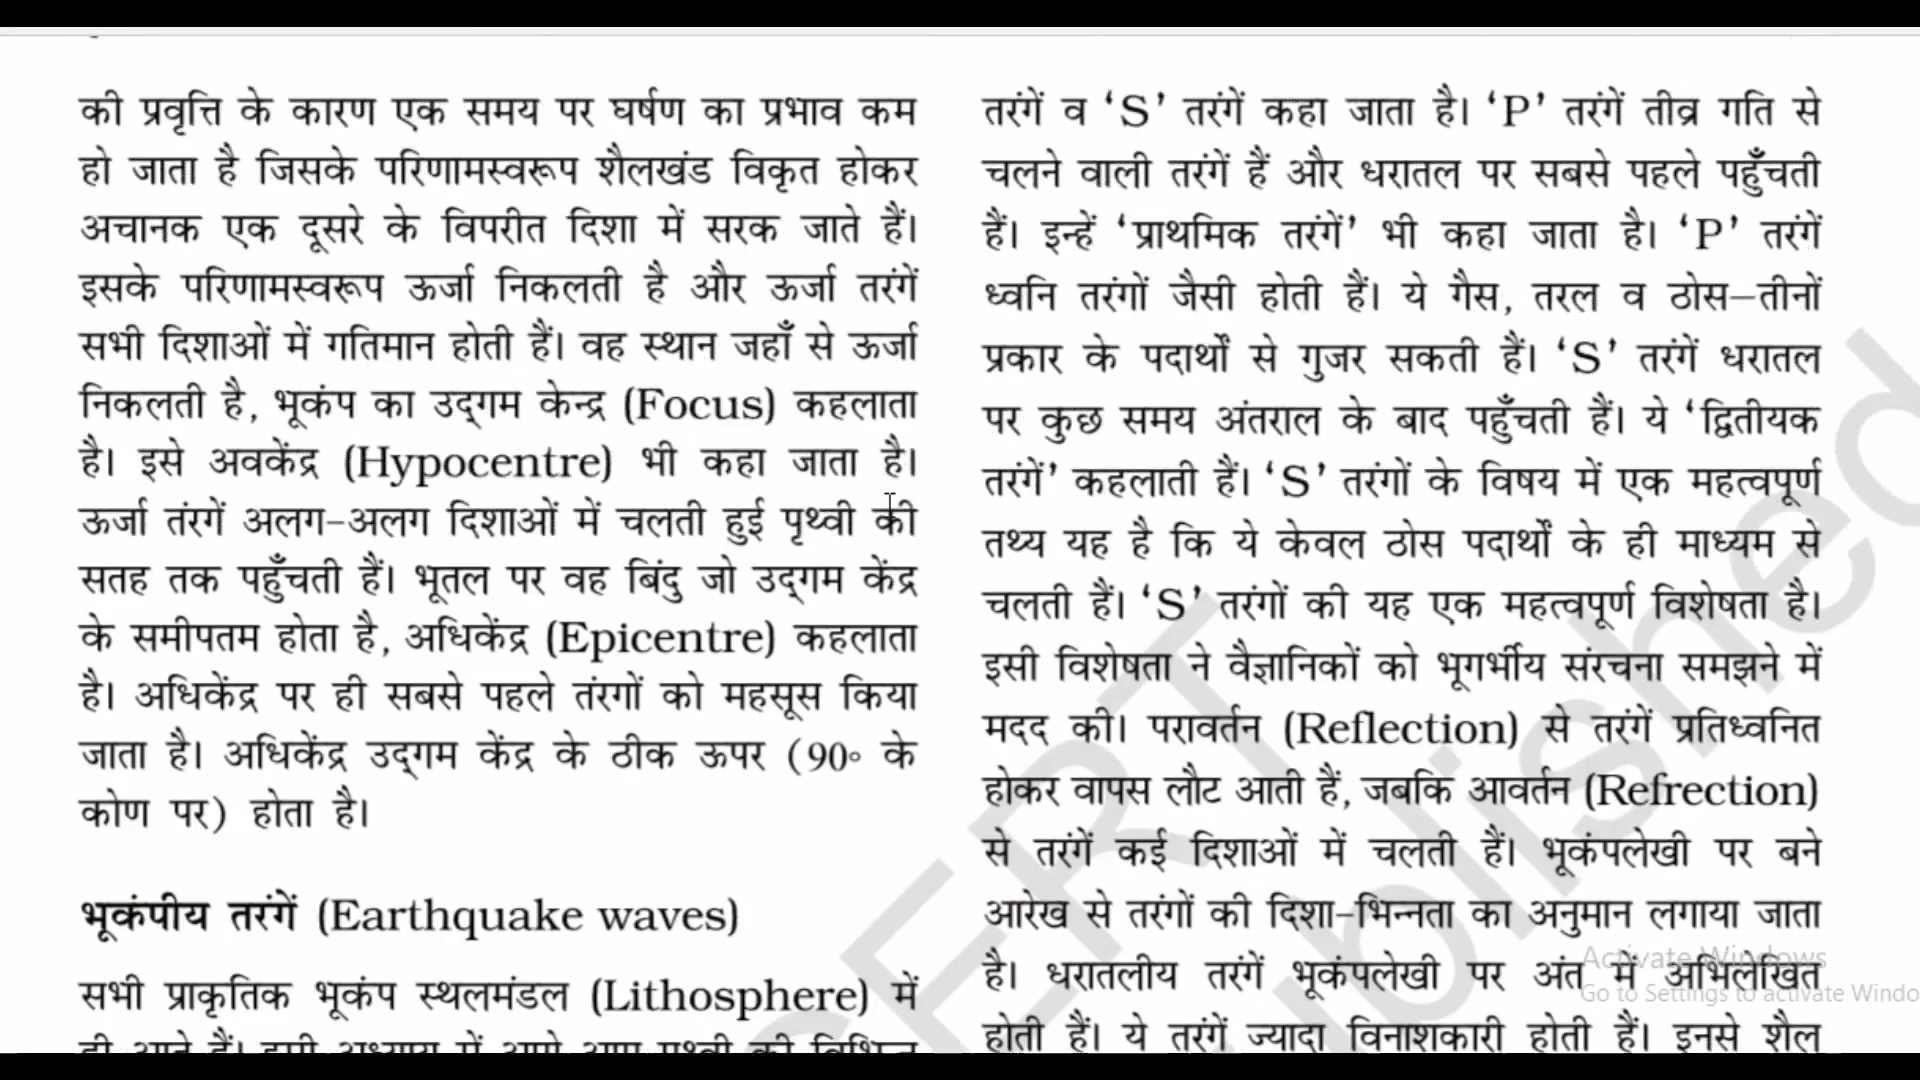 की प्रवृत्ति के कारण एक समय पर घर्षण का प्रभाव कम
हो जाता है जिसके परिणामस्वरूप शैलखंड विकृत होकर
अचानक एक दूसरे के विपरीत दिशा में सरक जाते हैं।
इसके परिणामस्वरूप ऊर्जा निकलती है और ऊर्जा तरंगें
सभी दिशाओं में गतिमान होती हैं। वह स्थान जहाँ से ऊर्जा
निकलती है, भूकंप का उद्गम केन्द्र (Focus) कहलाता
है। इसे अवकेंद्र (Hypocentre) भी कहा जाता है।
ऊर्जा तंरगें अलग-अलग दिशाओं में चलती हुई पृथ्वी की
सतह तक पहुँचती हैं। भूतल पर वह बिंदु जो उद्गम केंद्र
के समीपतम होता है, अधिकेंद्र (Epicentre) कहलाता
है। अधिकेंद्र पर ही सबसे पहले तंरगों को महसूस किया
जाता है। अधिकेंद्र उद्गम केंद्र के ठीक ऊपर (90° के
कोण पर) होता है।
भूकंपीय तरंगें (Earthquake waves)
सभी प्राकृतिक भूकंप स्थलमंडल (Lithosphere) में
तरंगें व ‘S’ तरंगें कहा जाता है। ‘P’ तरंगें तीव्र गति से
चलने वाली तरंगें हैं और धरातल पर सबसे पहले पहुँचती
हैं। इन्हें ‘प्राथमिक तरंगें’ भी कहा जाता है। ‘P’ तरंगें
ध्वनि तरंगों जैसी होती हैं। ये गैस, तरल व ठोस–तीनों
प्रकार के पदार्थों से गुजर सकती हैं। ‘S’ तरंगें धरातल
पर कुछ समय अंतराल के बाद पहुँचती हैं। ये ‘द्वितीयक
तरंगें’ कहलाती हैं। ‘S’ तरंगों के विषय में एक महत्वपूर्ण
तथ्य यह है कि ये केवल ठोस पदार्थों के ही माध्यम से
चलती हैं। ‘S’ तरंगों की यह एक महत्वपूर्ण विशेषता है।
इसी विशेषता ने वैज्ञानिकों को भूगर्भीय संरचना समझने में
मदद की। परावर्तन (Reflection) से तरंगें प्रतिध्वनित
होकर वापस लौट आती हैं, जबकि आवर्तन (Refrection)
से तरंगें कई दिशाओं में चलती हैं। भूकंपलेखी पर बने
आरेख से तरंगों की दिशा-भिन्नता का अनुमान लगाया जाता
है। धरातलीय तरंगें भूकंपलेखी पर अंत में अभिलेखित
होती हैं। ये तरंगें ज्यादा विनाशकारी होती हैं। इनसे शैल
Activate Windows
Go to Settings to activate Windo